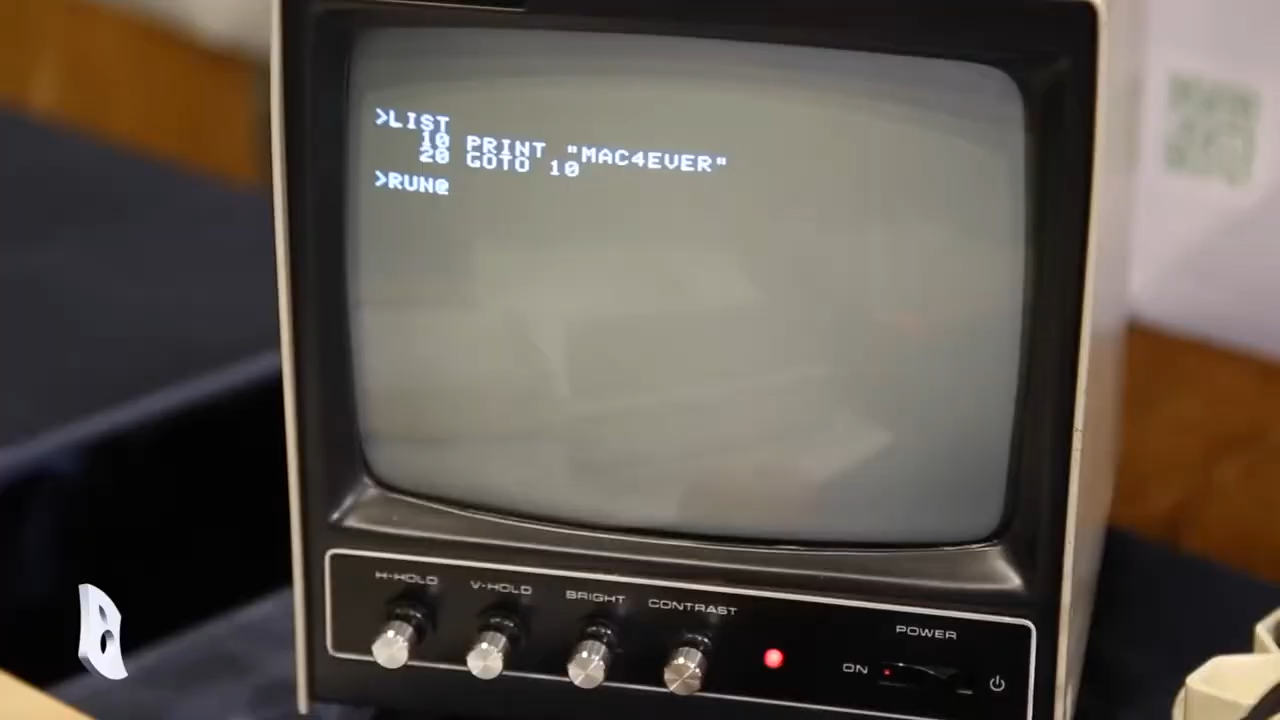 >LIST
10 PRINT "MAC4EVER"
20 GOTO 10
>RUN@
H-HOLD V-HOLD BRIGHT CONTRAST
POWER
ON